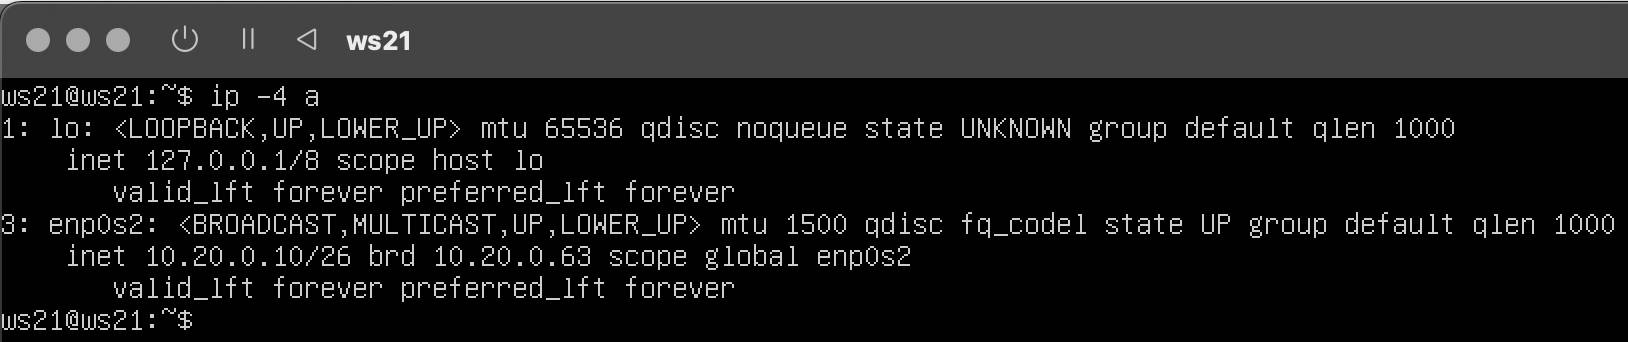 ws21
ws21@ws21:~$ ip -4 a
1: lo: <LOOPBACK,UP,LOWER_UP> mtu 65536 qdisc noqueue state UNKNOWN group default qlen 1000
    inet 127.0.0.1/8 scope host lo
       valid_lft forever preferred_lft forever
3: enp0s2: <BROADCAST,MULTICAST,UP,LOWER_UP> mtu 1500 qdisc fq_codel state UP group default qlen 1000
    inet 10.20.0.10/26 brd 10.20.0.63 scope global enp0s2
       valid_lft forever preferred_lft forever
ws21@ws21:~$